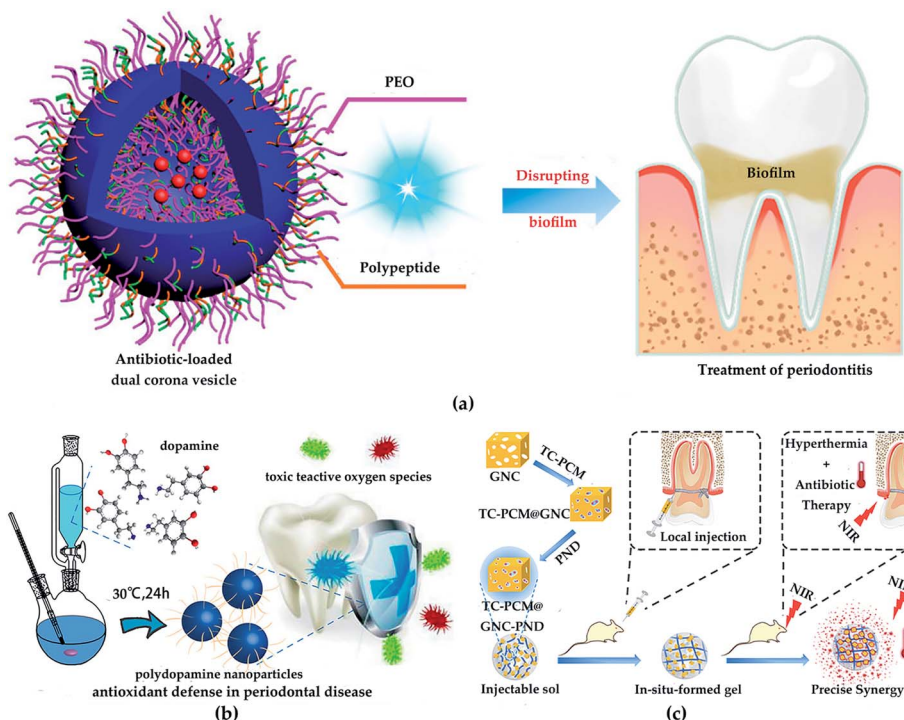 PEO
Disrupting
biofilm
Biofilm
Polypeptide
Antibiotic-loaded
dual corona vesicle
Treatment of periodontitis
(a)
dopamine
toxic teactive oxygen species
30℃,24h
polydopamine nanoparticles
antioxidant defense in periodontal disease
(b)
GNC
TC-PCM
TC-PCM@GNC
PND
TC-PCM@
GNC-PND
Injectable sol
Local injection
In-situ-formed gel
Hyperthermia
+
Antibiotic
Therapy
NIR
NIR
Precise Synergy
(c)